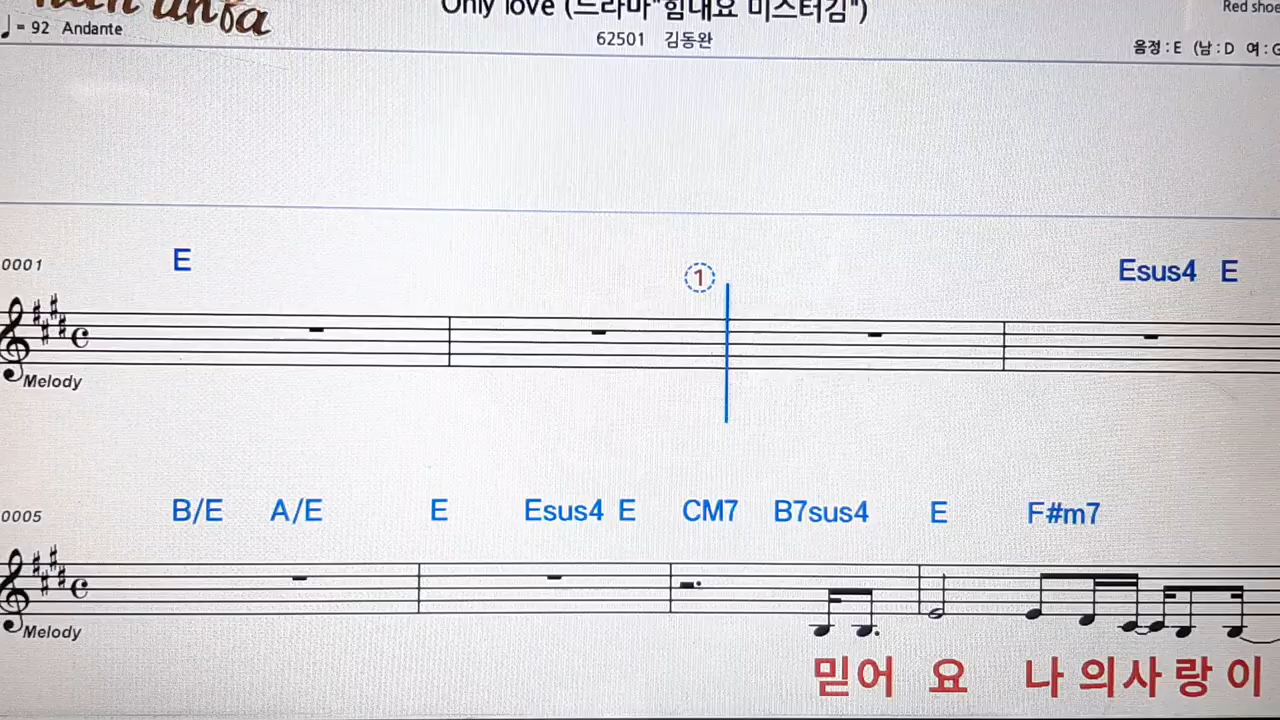 Only love (드라마"힘내요 미스터김")
Red shoe
♩= 92 Andante
62501 김동완
음정 : E (남 : D 여 : G
E
1
Esus4 E
0001
Melody
B/E A/E E Esus4 E CM7 B7sus4 E F#m7
0005
Melody
믿어 요 나 의사 랑 이